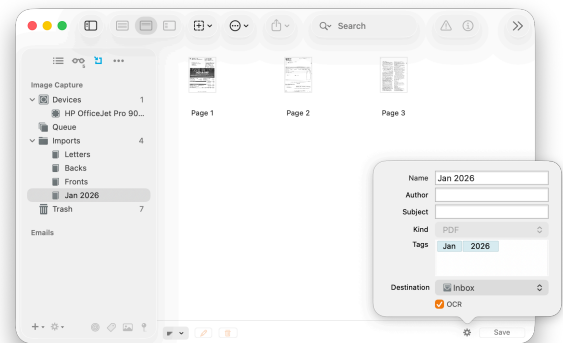 Search
Image Capture
Devices 1
HP OfficeJet Pro 90...
Queue
Imports 4
Letters
Backs
Fronts
Jan 2026
Trash 7
Emails
Page 1
Page 2
Page 3
Name Jan 2026
Author
Subject
Kind PDF
Tags Jan 2026
Destination Inbox
OCR
Save